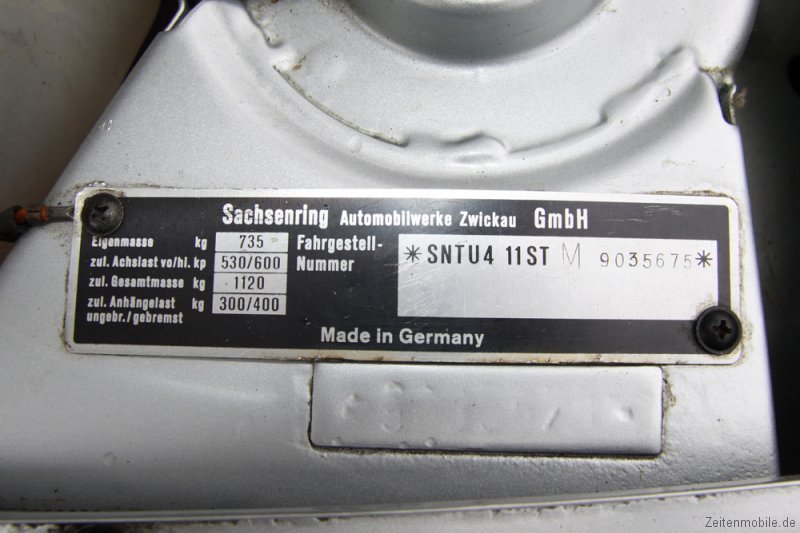 Sachsenring Automobilwerke Zwickau GmbH
Eigenmasse kg 735
zul. Achslast vo/hi. kp 530/600
zul. Gesamtmasse kg 1120
zul. Anhängelast kg 300/400
ungebr./gebremst
Fahrgestell-
Nummer
*SNTU4 11ST M 9035675*
Made in Germany
Zeitenmobile.de